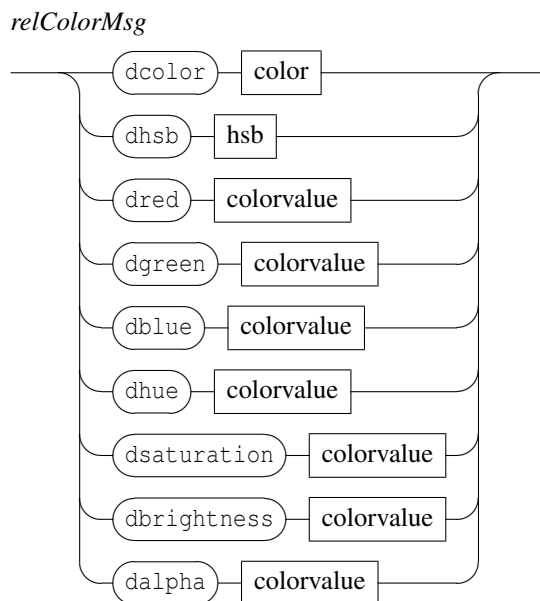 relColorMsg
dcolor color
dhsb hsb
dred colorvalue
dgreen colorvalue
dblue colorvalue
dhue colorvalue
dsaturation colorvalue
dbrightness colorvalue
dalpha colorvalue